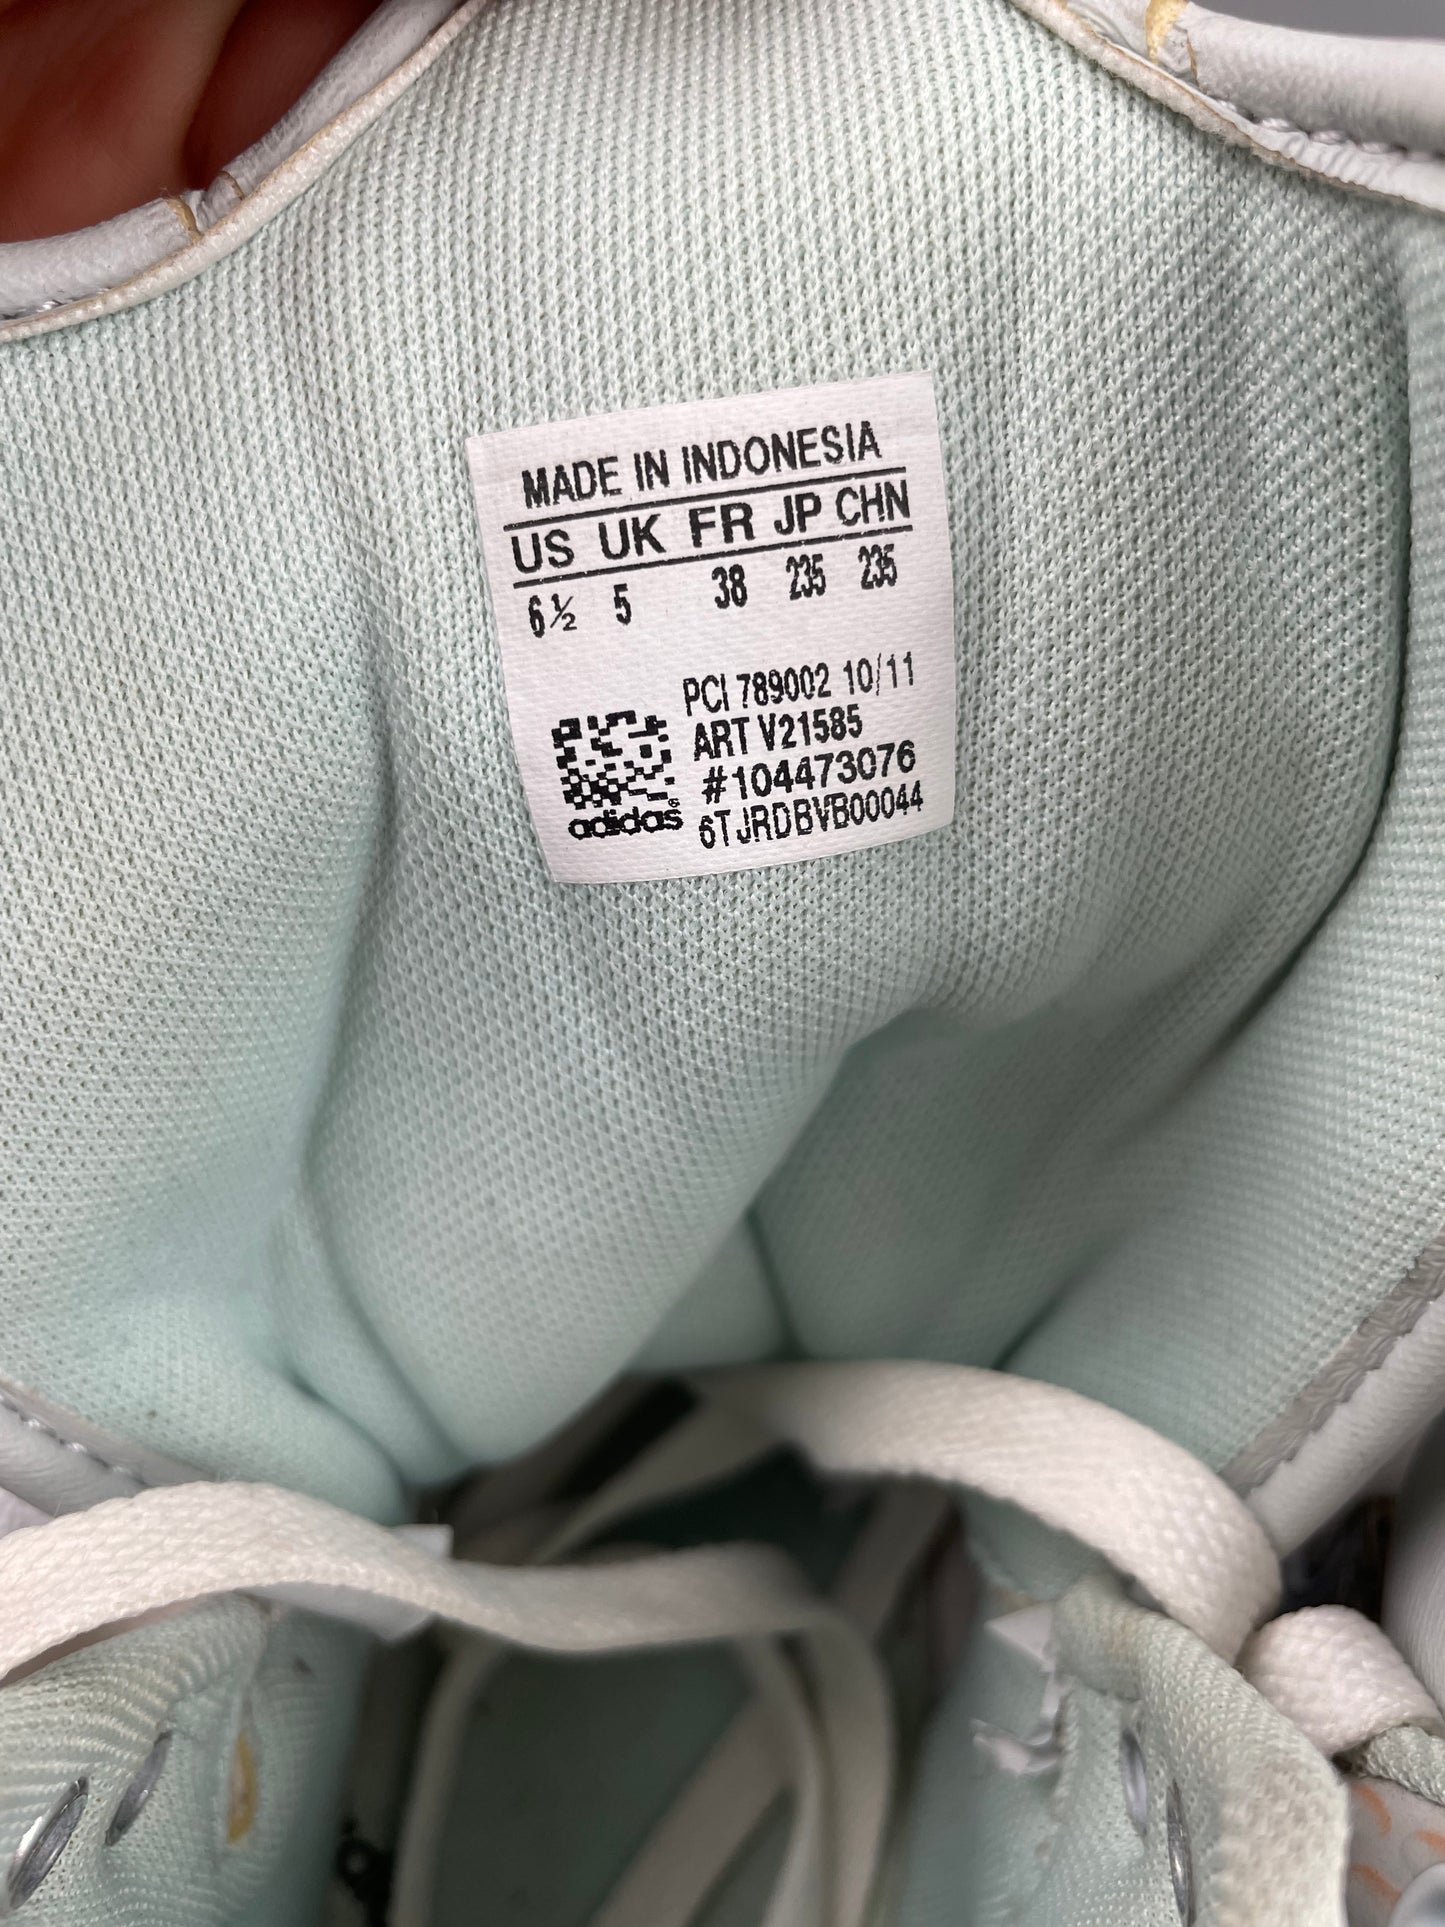 MADE IN INDONESIA
US UK FR JP CHN
6½ 5 38 235 235
PCI 789002 10/11
ART V21585
#104473076
adidas 6TJRDBVB00044